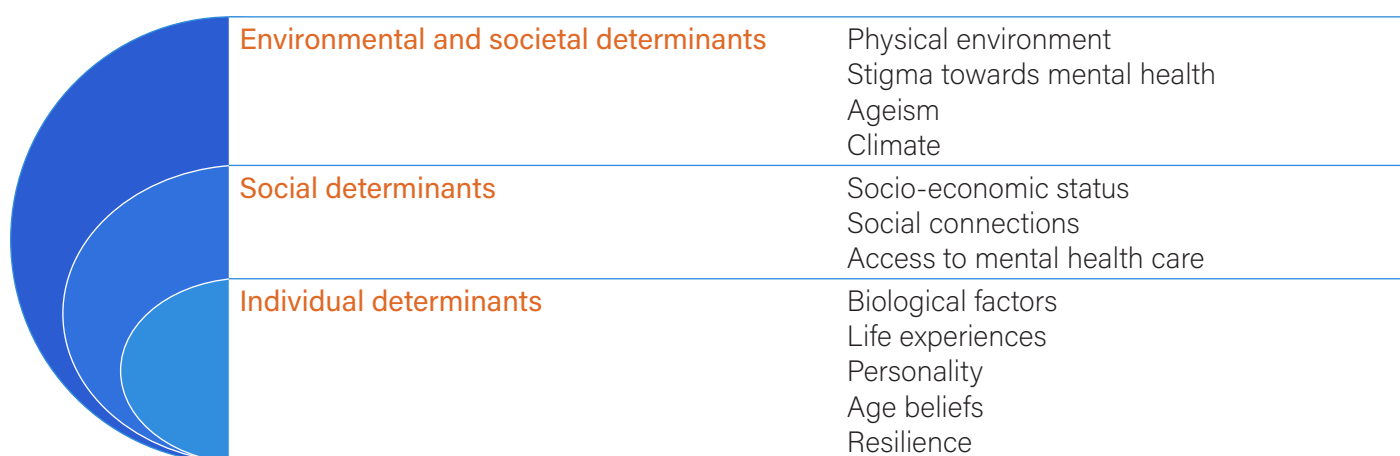 Environmental and societal determinants
Physical environment
Stigma towards mental health
Ageism
Climate
Social determinants
Socio-economic status
Social connections
Access to mental health care
Individual determinants
Biological factors
Life experiences
Personality
Age beliefs
Resilience